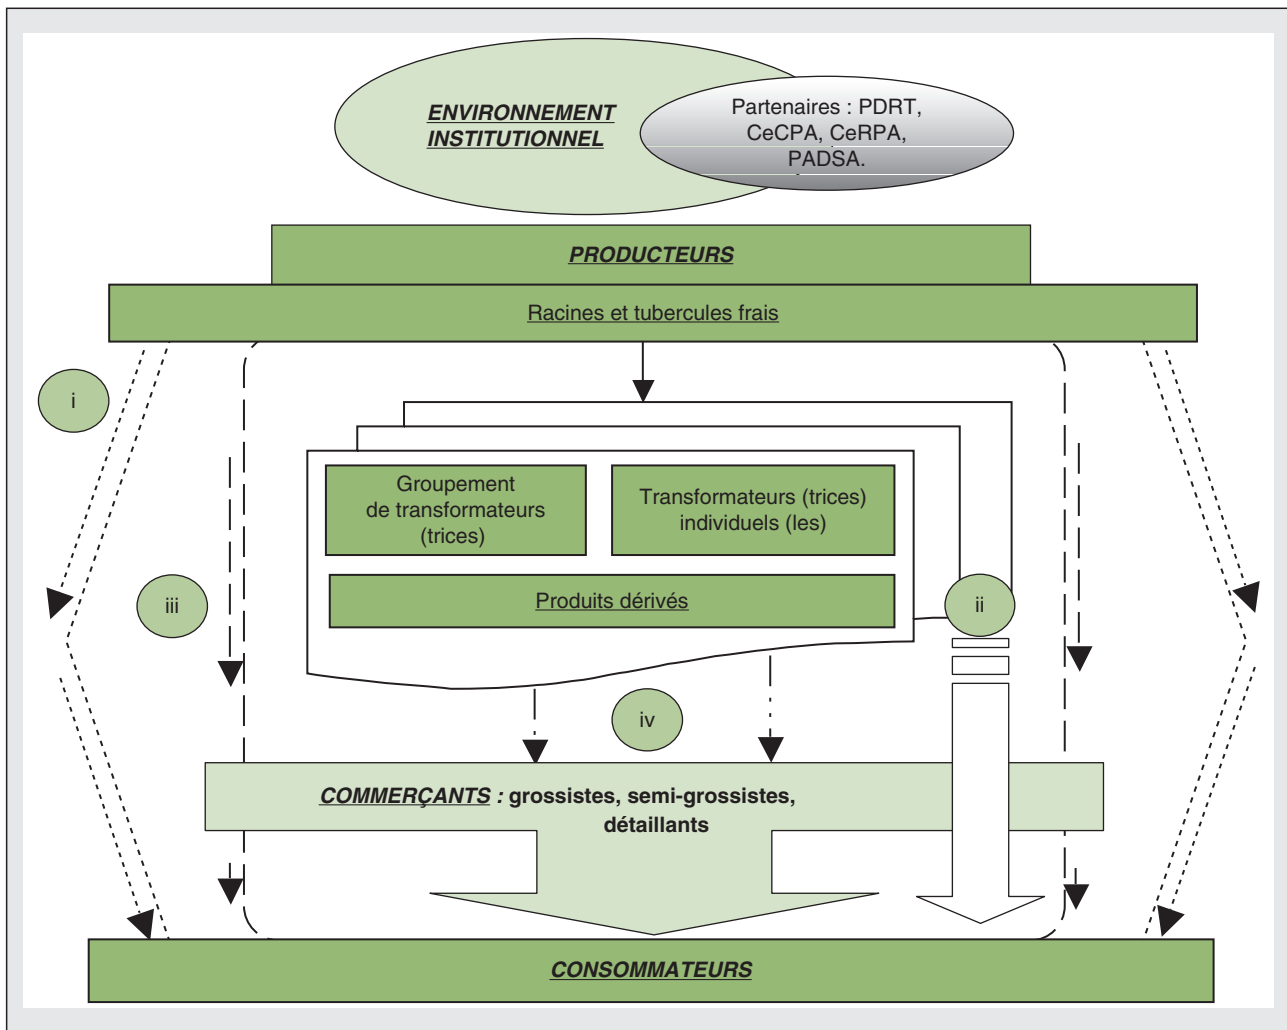 ENVIRONNEMENT
INSTITUTIONNEL
Partenaires : PDRT,
CeCPA, CeRPA,
PADSA.
PRODUCTEURS
Racines et tubercules frais
i
Groupement
de transformateurs
(trices)
Transformateurs (trices)
individuels (les)
iii
Produits dérivés
ii
iv
COMMERÇANTS : grossistes, semi-grossistes,
détaillants
CONSOMMATEURS